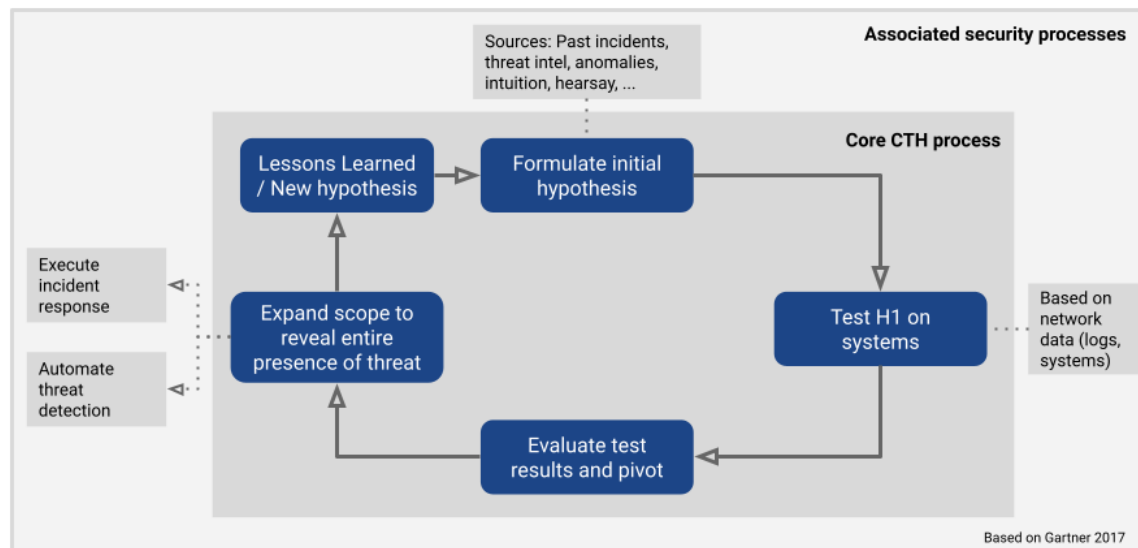 Associated security processes
Sources: Past incidents,
threat intel, anomalies,
intuition, hearsay, ...
Core CTH process
Lessons Learned
/ New hypothesis
Formulate initial
hypothesis
Execute
incident
response
Expand scope to
reveal entire
presence of threat
Test H1 on
systems
Based on
network
data (logs,
systems)
Automate
threat
detection
Evaluate test
results and pivot
Based on Gartner 2017